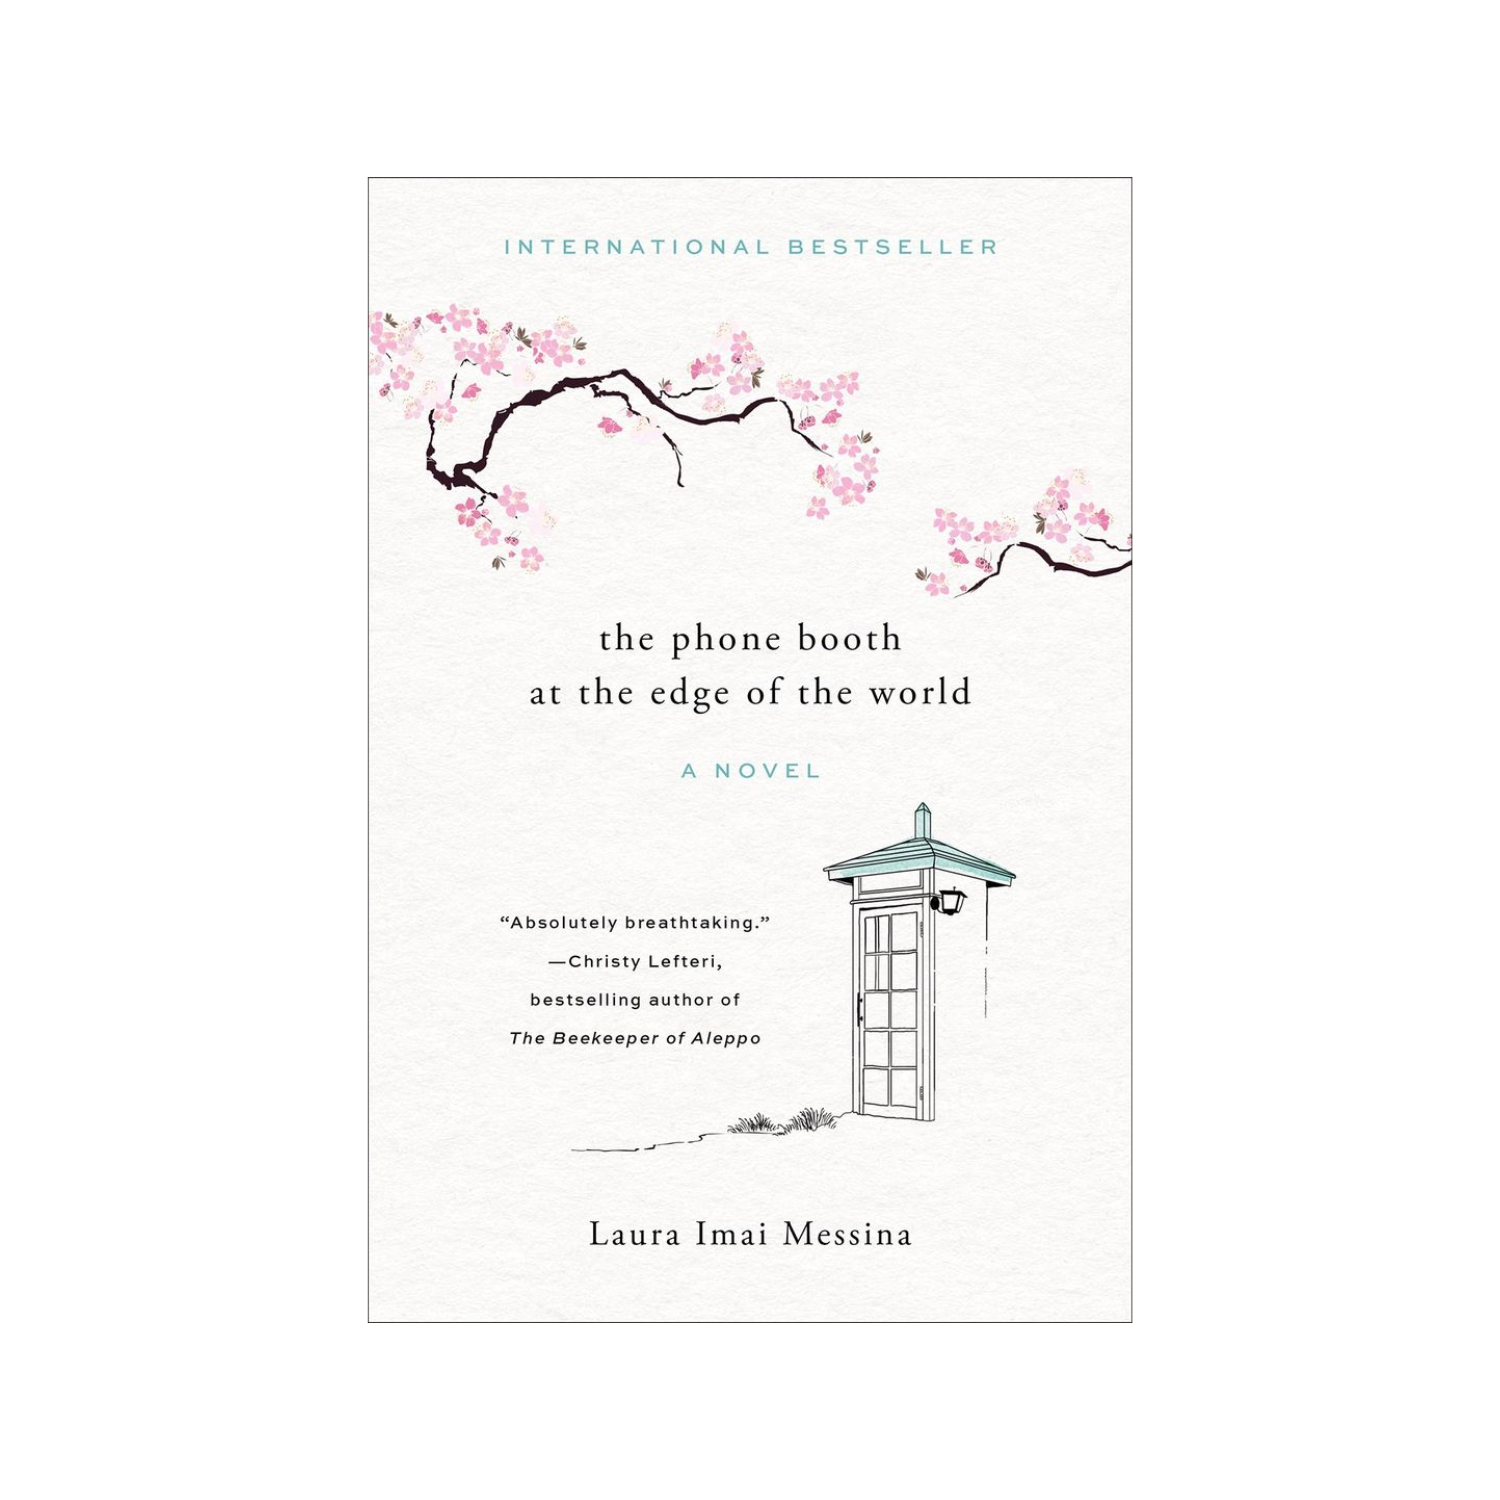 INTERNATIONAL BESTSELLER
the phone booth
at the edge of the world
A NOVEL
“Absolutely breathtaking.”
—Christy Lefteri,
bestselling author of
The Beekeeper of Aleppo
Laura Imai Messina